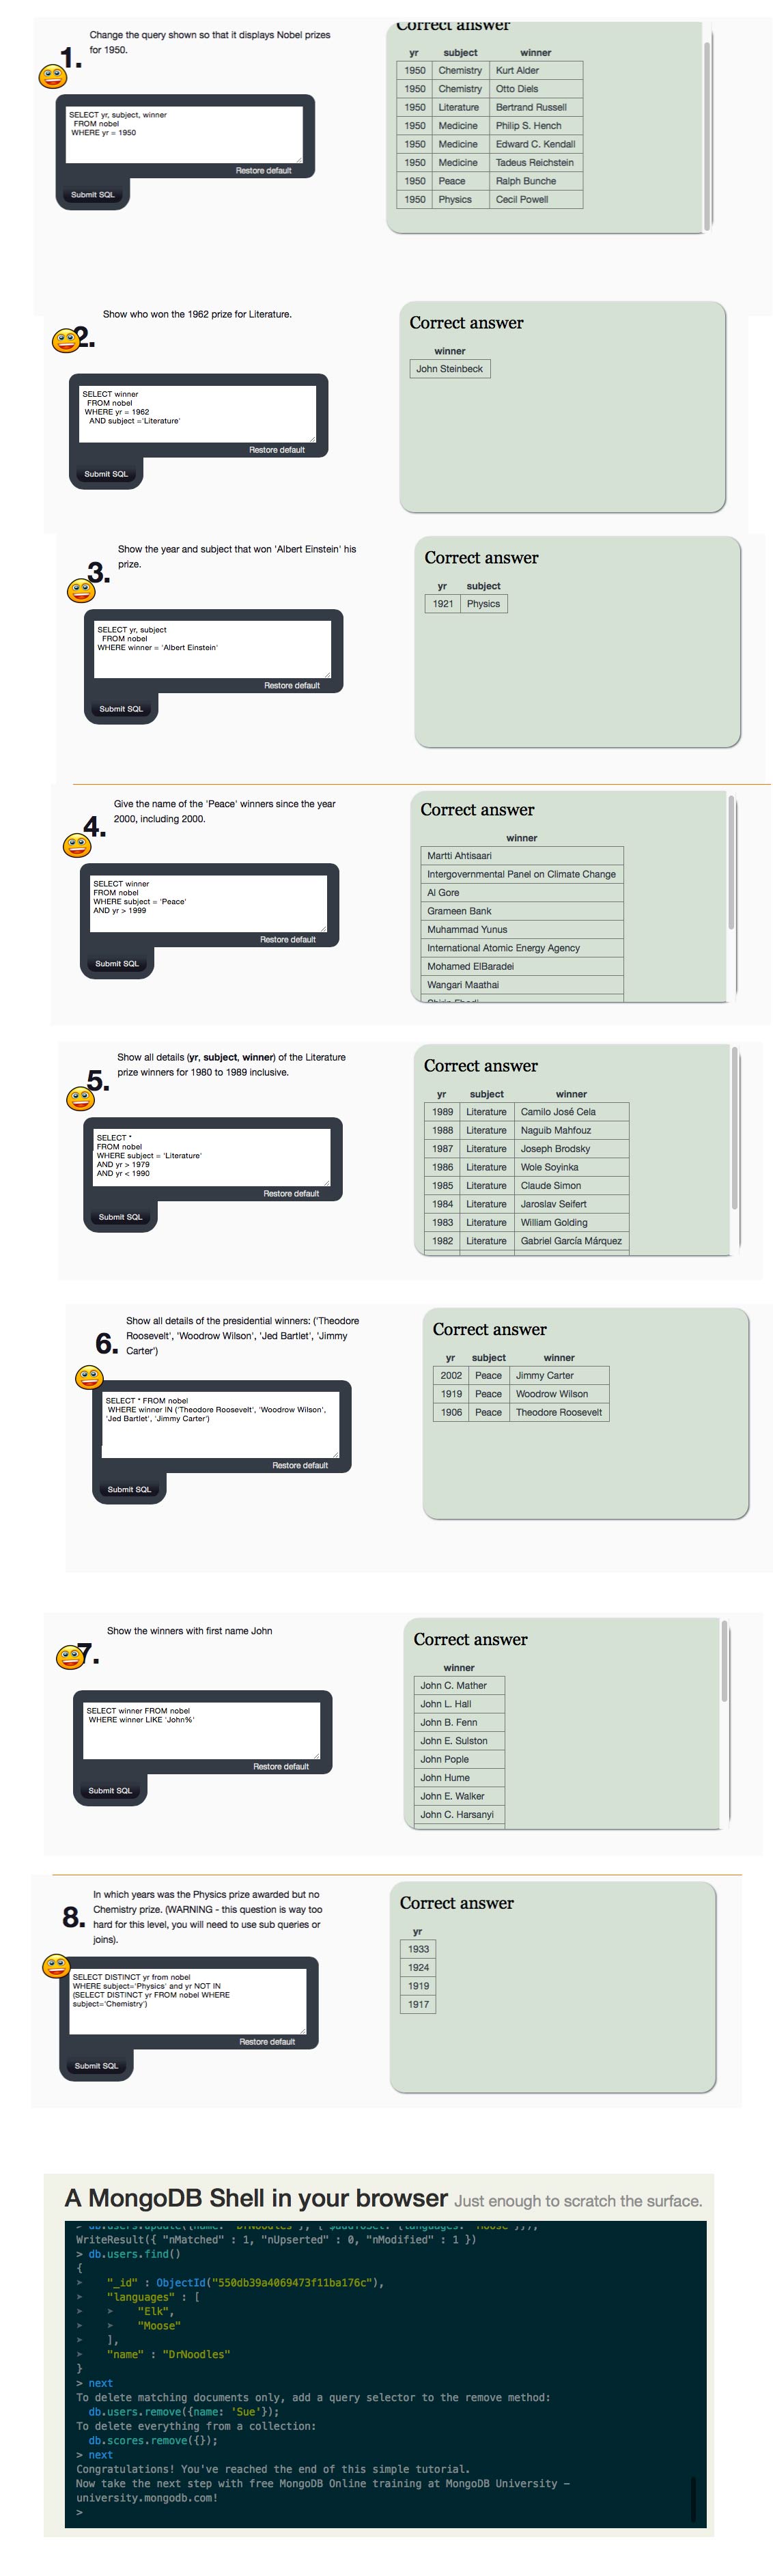 Change the query shown so that it displays Nobel prizes
for 1950.
1.
SELECT yr, subject, winner
FROM nobel
WHERE yr = 1950
Restore default
Submit SQL
Correct answer
yr subject winner
1950 Chemistry Kurt Alder
1950 Chemistry Otto Diels
1950 Literature Bertrand Russell
1950 Medicine Philip S. Hench
1950 Medicine Edward C. Kendall
1950 Medicine Tadeus Reichstein
1950 Peace Ralph Bunche
1950 Physics Cecil Powell
Show who won the 1962 prize for Literature.
2.
SELECT winner
FROM nobel
WHERE yr = 1962
AND subject ='Literature'
Restore default
Submit SQL
Correct answer
winner
John Steinbeck
Show the year and subject that won 'Albert Einstein' his
prize.
3.
SELECT yr, subject
FROM nobel
WHERE winner = 'Albert Einstein'
Restore default
Submit SQL
Correct answer
yr subject
1921 Physics
Give the name of the 'Peace' winners since the year
2000, including 2000.
4.
SELECT winner
FROM nobel
WHERE subject = 'Peace'
AND yr > 1999
Restore default
Submit SQL
Correct answer
winner
Martti Ahtisaari
Intergovernmental Panel on Climate Change
Al Gore
Grameen Bank
Muhammad Yunus
International Atomic Energy Agency
Mohamed ElBaradei
Wangari Maathai
Show all details (yr, subject, winner) of the Literature
prize winners for 1980 to 1989 inclusive.
5.
SELECT *
FROM nobel
WHERE subject = 'Literature'
AND yr > 1979
AND yr < 1990
Restore default
Submit SQL
Correct answer
yr subject winner
1989 Literature Camilo José Cela
1988 Literature Naguib Mahfouz
1987 Literature Joseph Brodsky
1986 Literature Wole Soyinka
1985 Literature Claude Simon
1984 Literature Jaroslav Seifert
1983 Literature William Golding
1982 Literature Gabriel García Márquez
Show all details of the presidential winners: ('Theodore
Roosevelt', 'Woodrow Wilson', 'Jed Bartlet', 'Jimmy
Carter')
6.
SELECT * FROM nobel
WHERE winner IN ('Theodore Roosevelt', 'Woodrow Wilson',
'Jed Bartlet', 'Jimmy Carter')
Restore default
Submit SQL
Correct answer
yr subject winner
2002 Peace Jimmy Carter
1919 Peace Woodrow Wilson
1906 Peace Theodore Roosevelt
Show the winners with first name John
7.
SELECT winner FROM nobel
WHERE winner LIKE 'John%'
Restore default
Submit SQL
Correct answer
winner
John C. Mather
John L. Hall
John B. Fenn
John E. Sulston
John Pople
John Hume
John E. Walker
John C. Harsanyi
In which years was the Physics prize awarded but no
Chemistry prize. (WARNING - this question is way too
hard for this level, you will need to use sub queries or
joins).
8.
SELECT DISTINCT yr from nobel
WHERE subject='Physics' and yr NOT IN
(SELECT DISTINCT yr FROM nobel WHERE
subject='Chemistry')
Restore default
Submit SQL
Correct answer
yr
1933
1924
1919
1917
A MongoDB Shell in your browser Just enough to scratch the surface.
WriteResult({ "nMatched" : 1, "nUpserted" : 0, "nModified" : 1 })
> db.users.find()
{
➤ "_id" : ObjectId("550db39a4069473f11ba176c"),
➤ "languages" : [
➤ ➤ "Elk",
➤ ➤ "Moose"
➤ ],
➤ "name" : "DrNoodles"
}
> next
To delete matching documents only, add a query selector to the remove method:
db.users.remove({name: 'Sue'});
To delete everything from a collection:
db.scores.remove({});
> next
Congratulations! You've reached the end of this simple tutorial.
Now take the next step with free MongoDB Online training at MongoDB University –
university.mongodb.com!
>